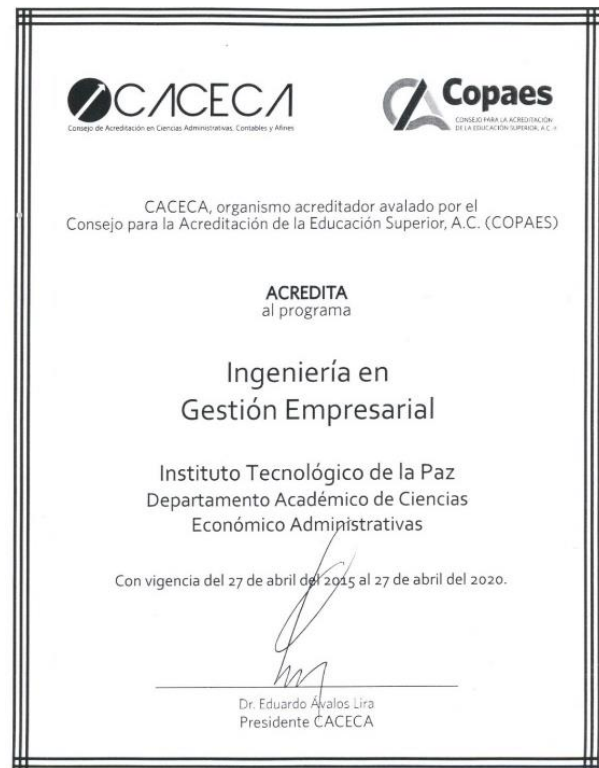 CACECA
Consejo de Acreditación en Ciencias Administrativas, Contables y Afines
Copaes
CONSEJO PARA LA ACREDITACIÓN
DE LA EDUCACIÓN SUPERIOR, A.C.
CACECA, organismo acreditador avalado por el
Consejo para la Acreditación de la Educación Superior, A.C. (COPAES)
ACREDITA
al programa
Ingeniería en
Gestión Empresarial
Instituto Tecnológico de la Paz
Departamento Académico de Ciencias
Económico Administrativas
Con vigencia del 27 de abril del 2015 al 27 de abril del 2020.
Dr. Eduardo Ávalos Lira
Presidente CACECA